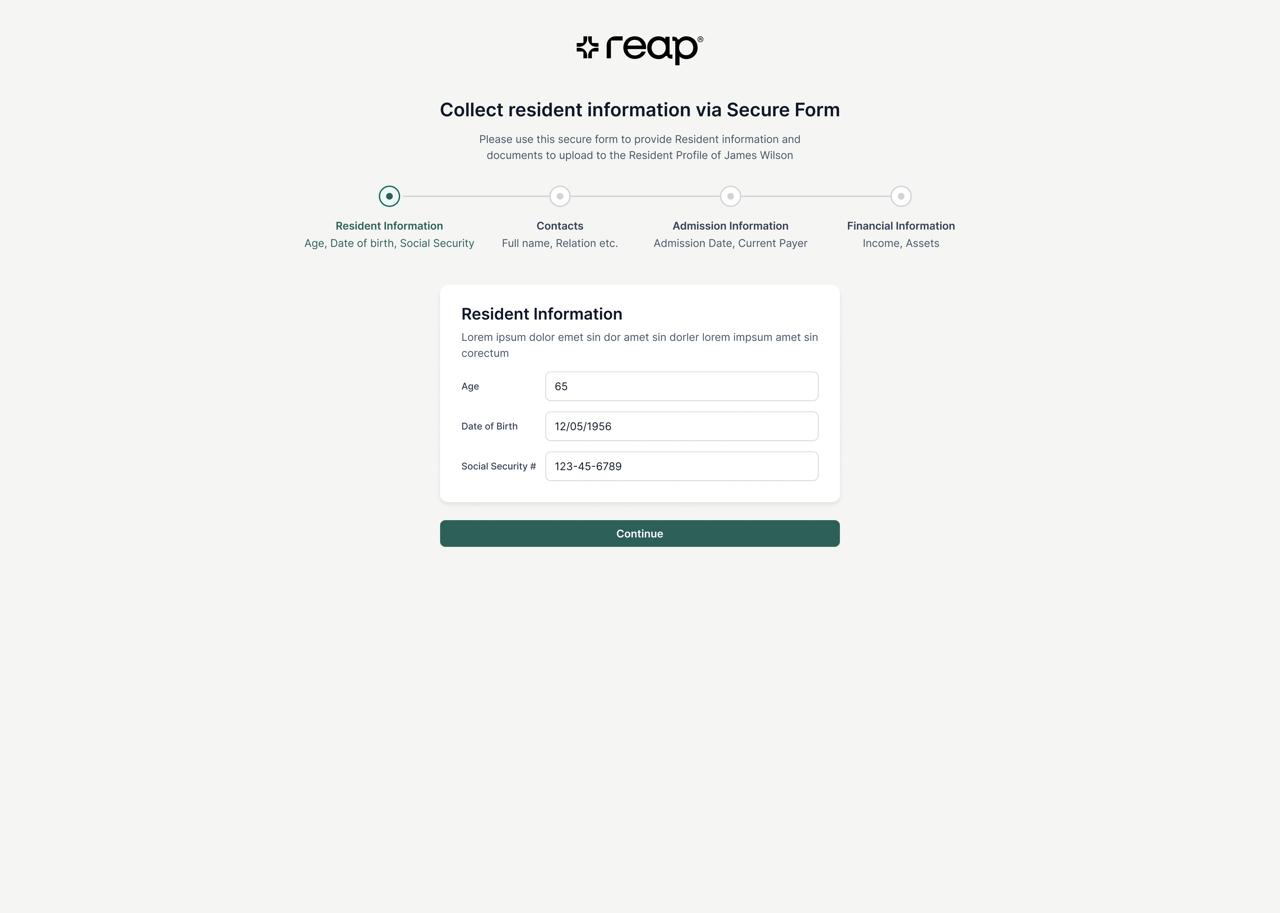 reap®
Collect resident information via Secure Form
Please use this secure form to provide Resident information and
documents to upload to the Resident Profile of James Wilson
Resident Information
Age, Date of birth, Social Security
Contacts
Full name, Relation etc.
Admission Information
Admission Date, Current Payer
Financial Information
Income, Assets
Resident Information
Lorem ipsum dolor emet sin dor amet sin dorler lorem impsum amet sin
corectum
Age 65
Date of Birth 12/05/1956
Social Security # 123-45-6789
Continue